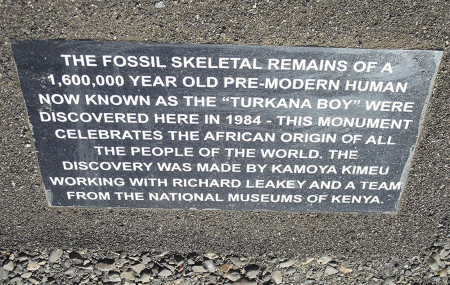 THE FOSSIL SKELETAL REMAINS OF A
1,600,000 YEAR OLD PRE-MODERN HUMAN
NOW KNOWN AS THE "TURKANA BOY" WERE
DISCOVERED HERE IN 1984 - THIS MONUMENT
CELEBRATES THE AFRICAN ORIGIN OF ALL
THE PEOPLE OF THE WORLD. THE
DISCOVERY WAS MADE BY KAMOYA KIMEU
WORKING WITH RICHARD LEAKEY AND A TEAM
FROM THE NATIONAL MUSEUMS OF KENYA.